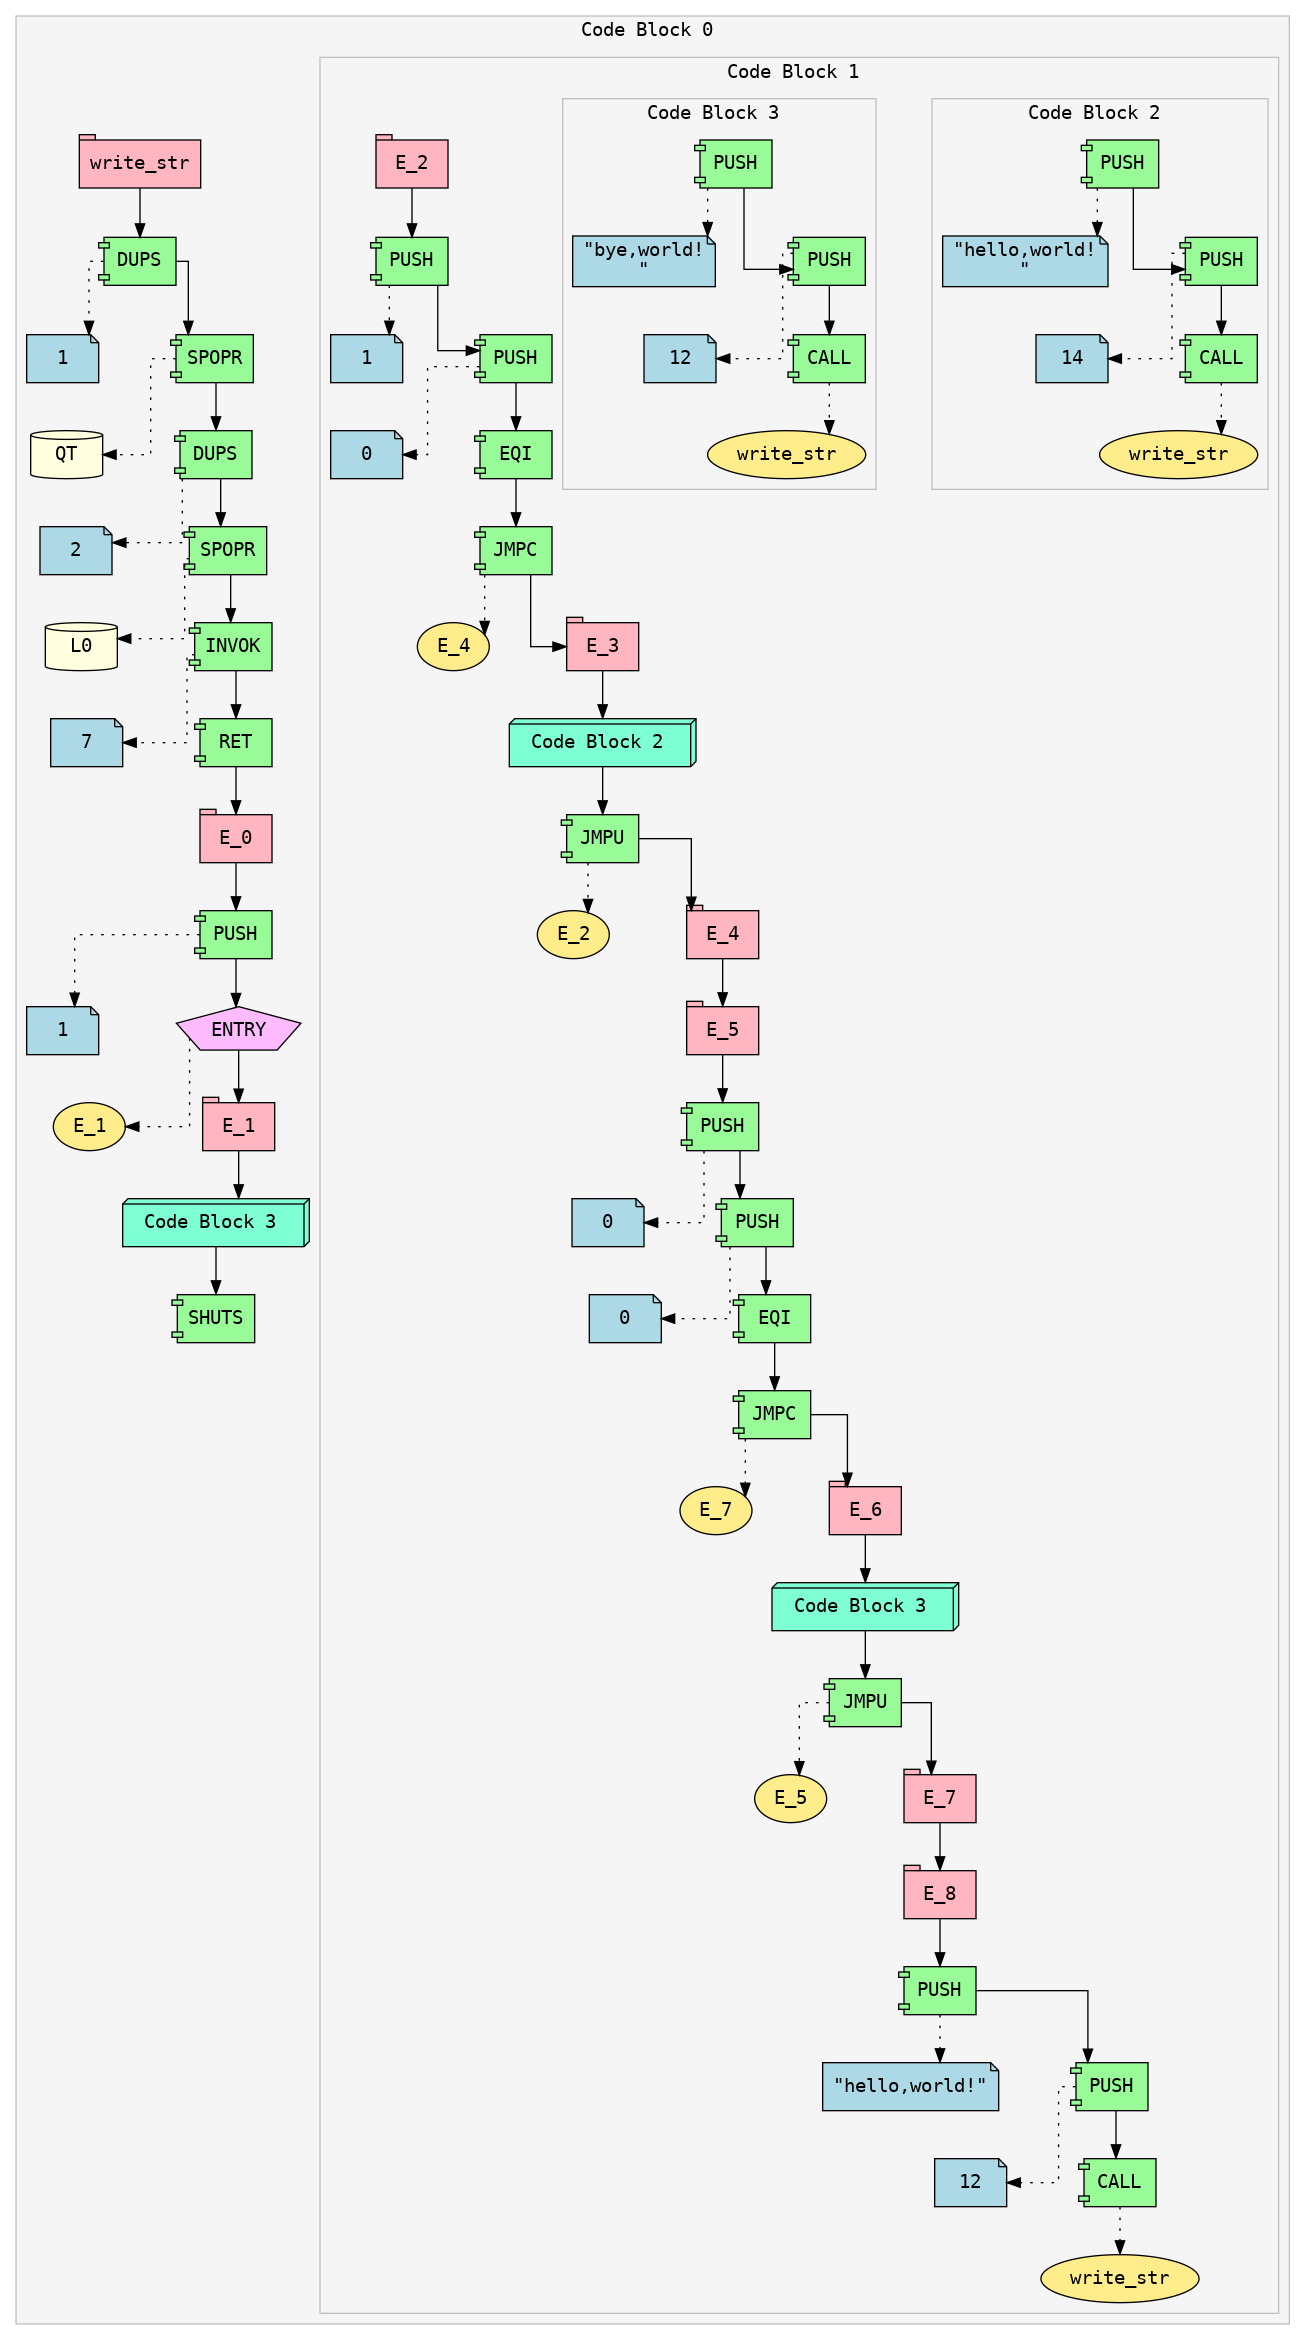 Code Block 0
write_str
DUPS
1
SPOPR
QT
DUPS
2
SPOPR
L0
INVOK
7
RET
E_0
PUSH
1
ENTRY
E_1
E_1
Code Block 3
SHUTS
Code Block 1
E_2
PUSH
1
PUSH
0
EQI
JMPC
E_4
E_3
Code Block 2
JMPU
E_2
E_4
E_5
PUSH
0
PUSH
0
EQI
JMPC
E_7
E_6
Code Block 3
JMPU
E_5
E_7
E_8
PUSH
"hello,world!"
PUSH
12
CALL
write_str
Code Block 3
PUSH
"bye,world!
"
PUSH
12
CALL
write_str
Code Block 2
PUSH
"hello,world!
"
PUSH
14
CALL
write_str